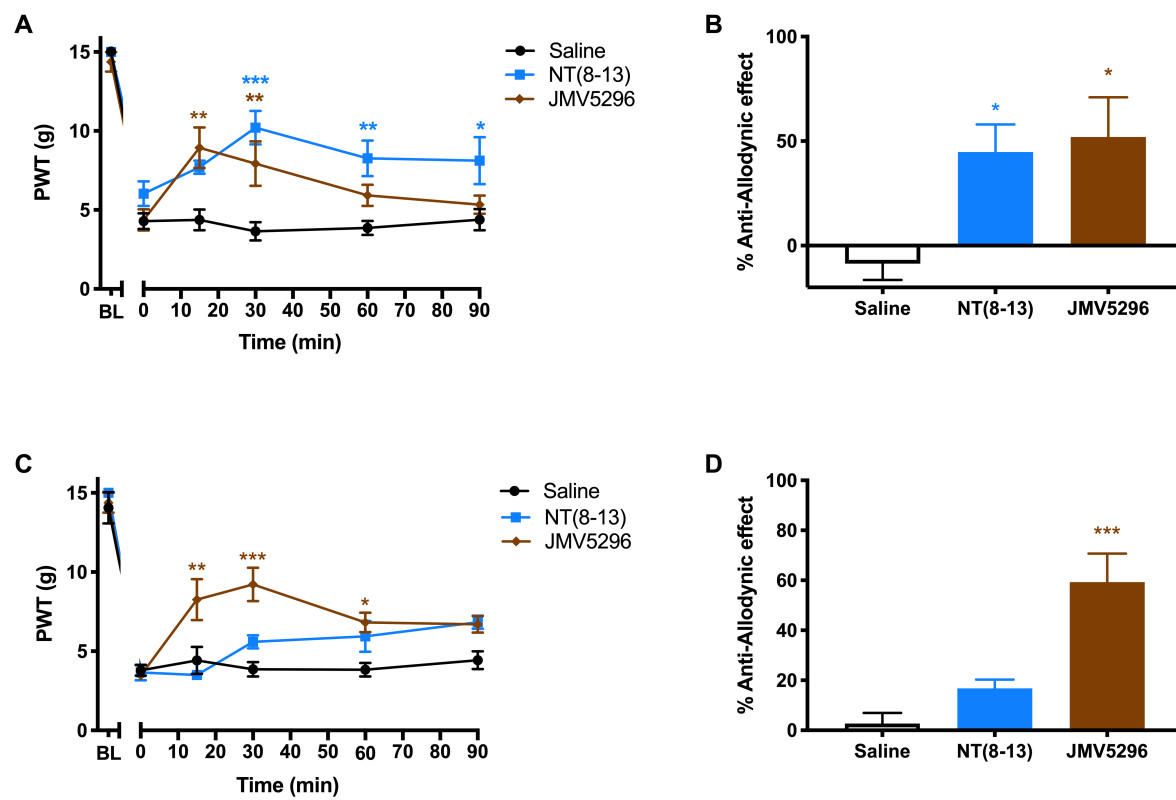 A
PWT (g)
15
10
5
0
BL
0 10 20 30 40 50 60 70 80 90
Time (min)
Saline
NT(8-13)
JMV5296
**
***
**
**
*
B
% Anti-Allodynic effect
100
50
0
*
*
Saline NT(8-13) JMV5296
C
PWT (g)
15
10
5
0
BL
0 10 20 30 40 50 60 70 80 90
Time (min)
Saline
NT(8-13)
JMV5296
**
***
*
D
% Anti-Allodynic effect
100
80
60
40
20
0
***
Saline NT(8-13) JMV5296